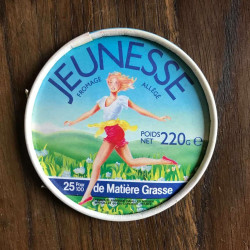 JEUNESSE
FROMAGE ALLÉGÉ
POIDS NET 220G e
25 Pour 100 de Matière Grasse